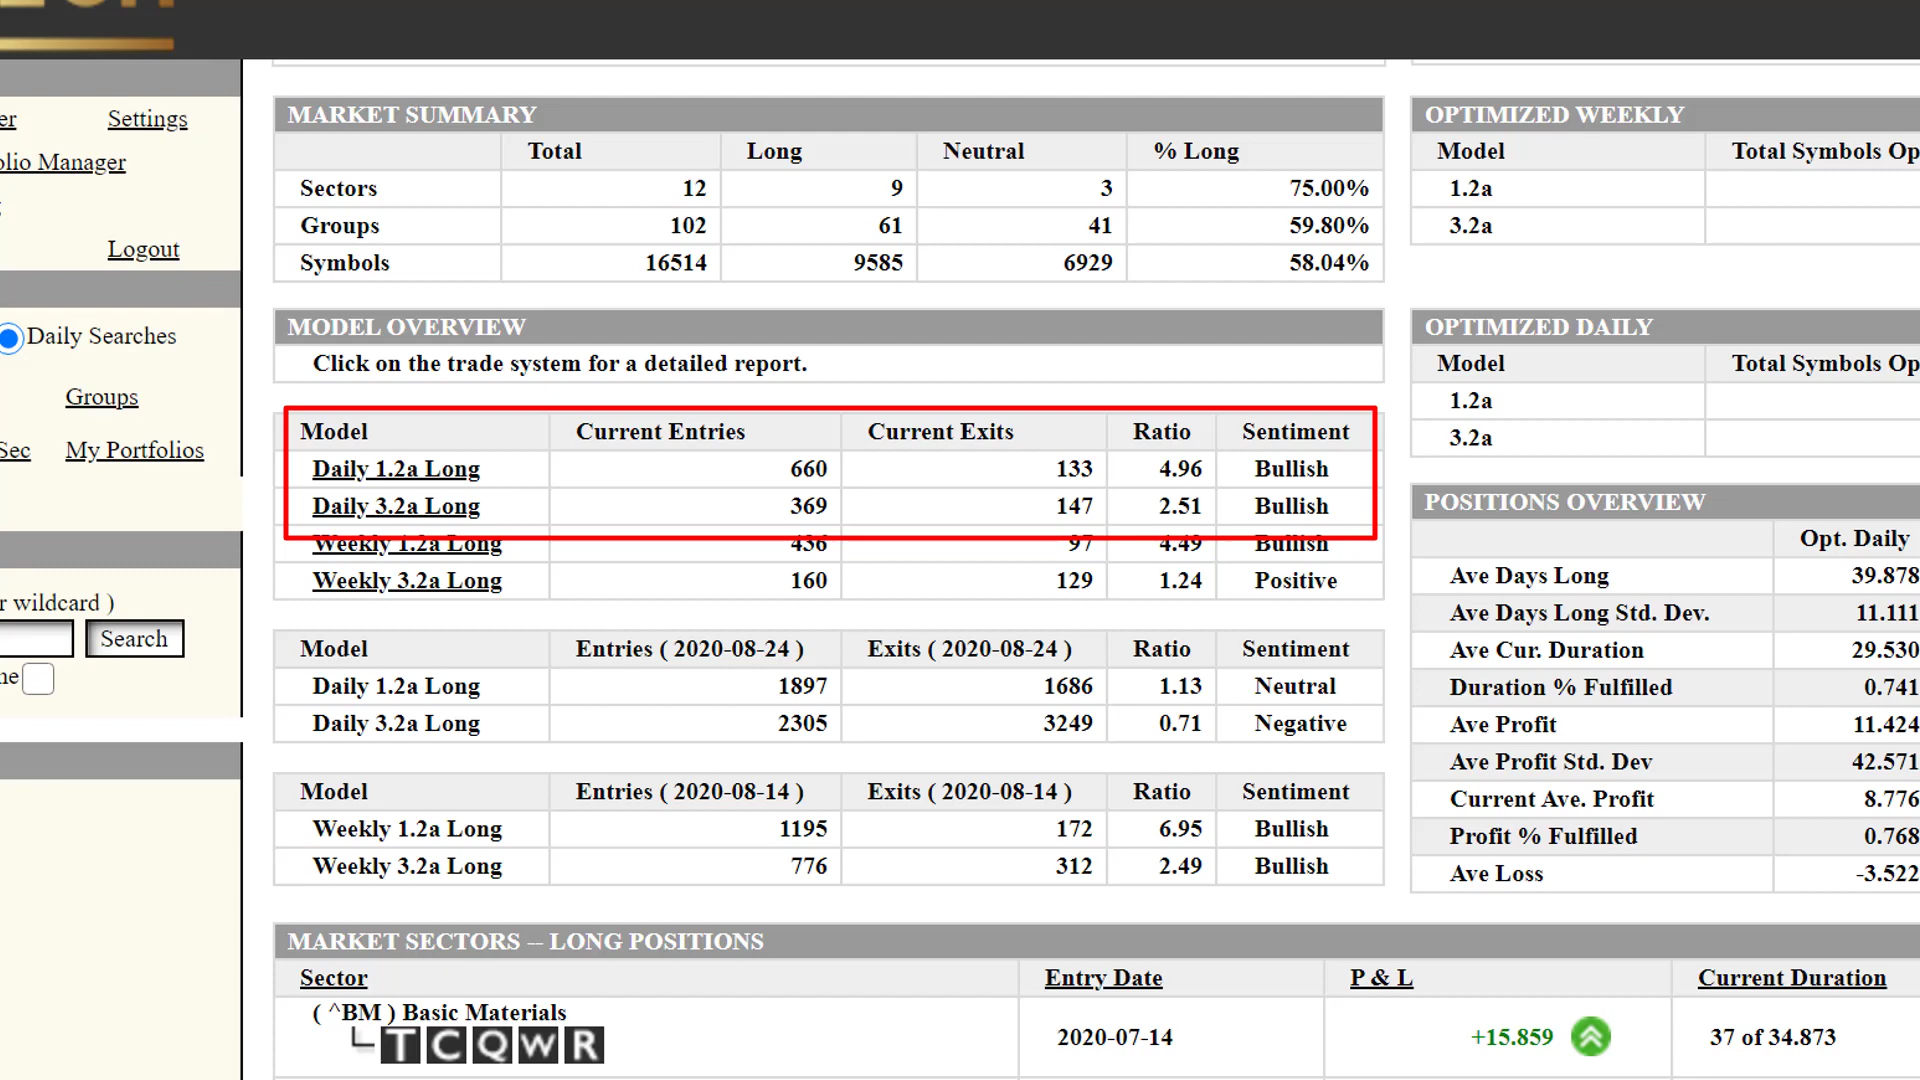 er Settings
olio Manager
Logout
Daily Searches
Groups
Sec My Portfolios
r wildcard )
Search
ne
MARKET SUMMARY
Total Long Neutral % Long
Sectors 12 9 3 75.00%
Groups 102 61 41 59.80%
Symbols 16514 9585 6929 58.04%
MODEL OVERVIEW
Click on the trade system for a detailed report.
Model Current Entries Current Exits Ratio Sentiment
Daily 1.2a Long 660 133 4.96 Bullish
Daily 3.2a Long 369 147 2.51 Bullish
Weekly 1.2a Long 436 97 4.49 Bullish
Weekly 3.2a Long 160 129 1.24 Positive
Model Entries ( 2020-08-24 ) Exits ( 2020-08-24 ) Ratio Sentiment
Daily 1.2a Long 1897 1686 1.13 Neutral
Daily 3.2a Long 2305 3249 0.71 Negative
Model Entries ( 2020-08-14 ) Exits ( 2020-08-14 ) Ratio Sentiment
Weekly 1.2a Long 1195 172 6.95 Bullish
Weekly 3.2a Long 776 312 2.49 Bullish
OPTIMIZED WEEKLY
Model Total Symbols Op
1.2a
3.2a
OPTIMIZED DAILY
Model Total Symbols Op
1.2a
3.2a
POSITIONS OVERVIEW
Opt. Daily
Ave Days Long 39.878
Ave Days Long Std. Dev. 11.111
Ave Cur. Duration 29.530
Duration % Fulfilled 0.741
Ave Profit 11.424
Ave Profit Std. Dev 42.571
Current Ave. Profit 8.776
Profit % Fulfilled 0.768
Ave Loss -3.522
MARKET SECTORS -- LONG POSITIONS
Sector Entry Date P & L Current Duration
( ^BM ) Basic Materials
T C Q W R 2020-07-14 +15.859 37 of 34.873